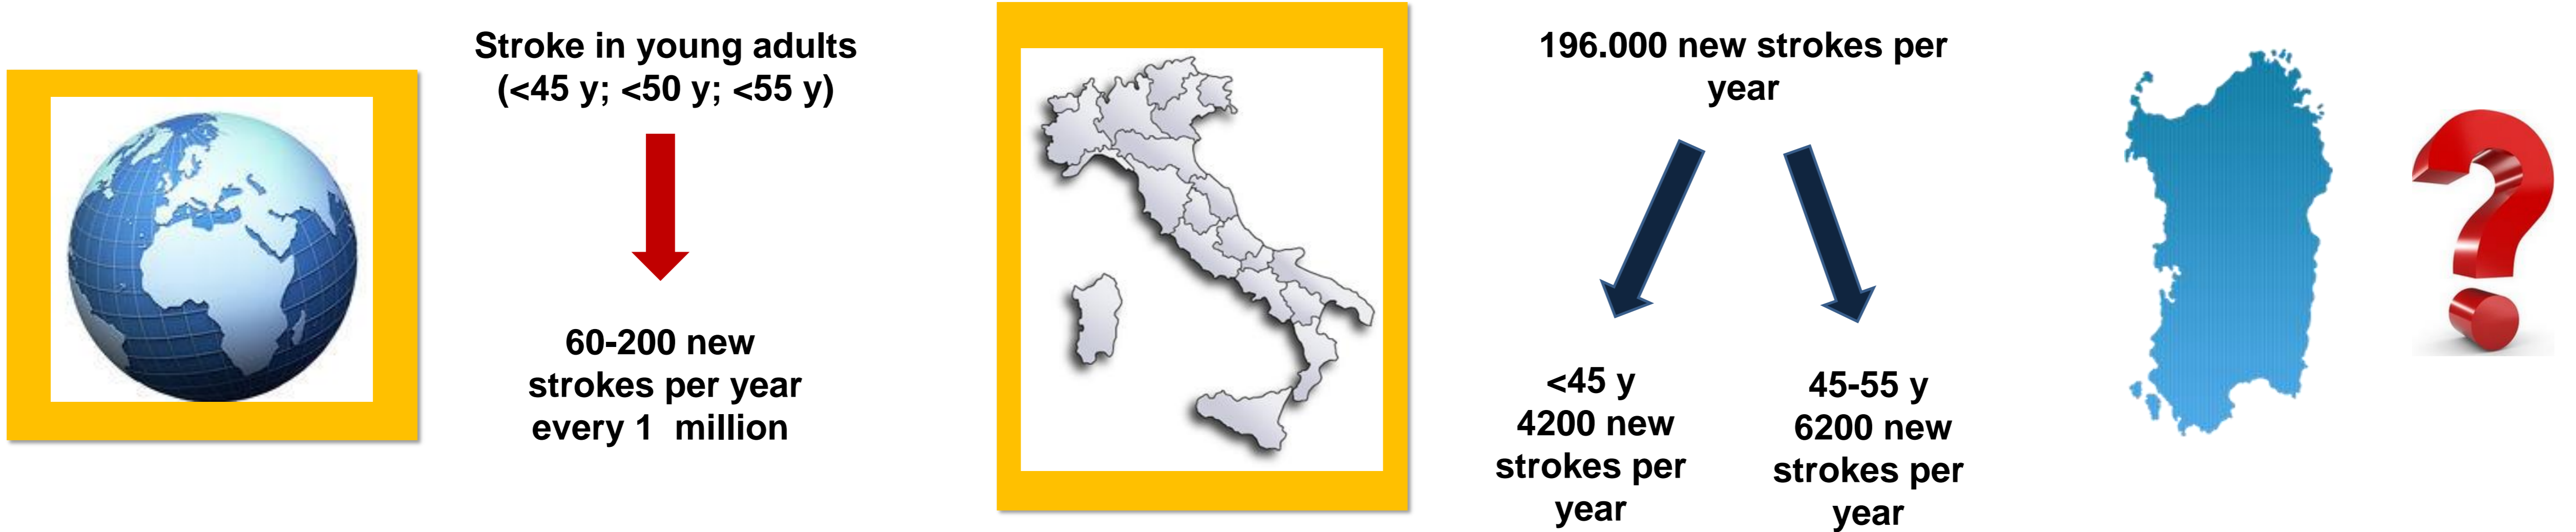 Stroke in young adults
(<45 y; <50 y; <55 y)
60-200 new
strokes per year
every 1 million
196.000 new strokes per
year
<45 y
4200 new
strokes per
year
45-55 y
6200 new
strokes per
year